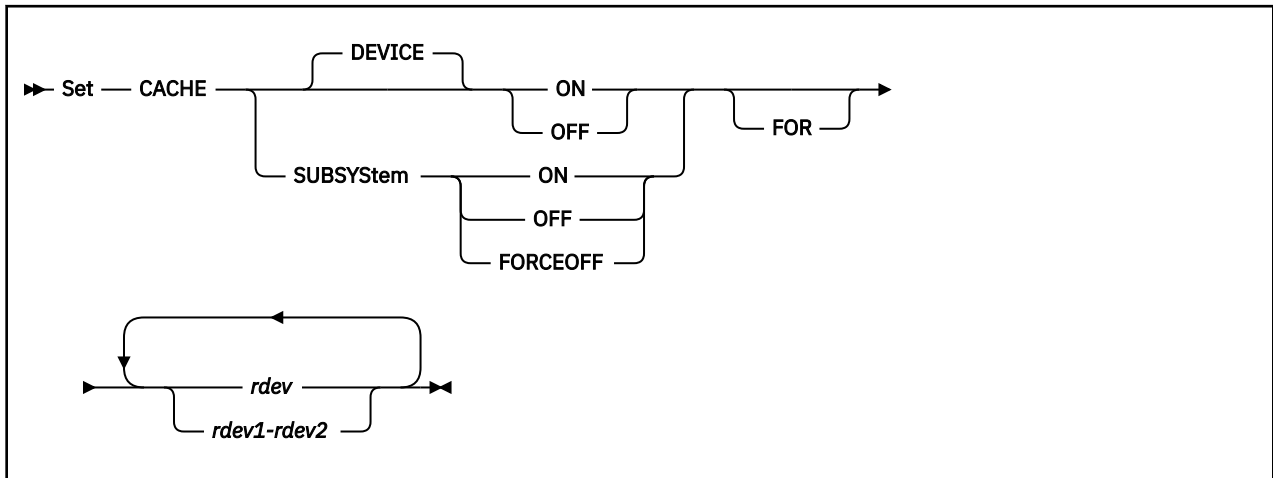 DEVICE
Set CACHE ON
OFF
FOR
SUBSYStem ON
OFF
FORCEOFF
rdev
rdev1-rdev2